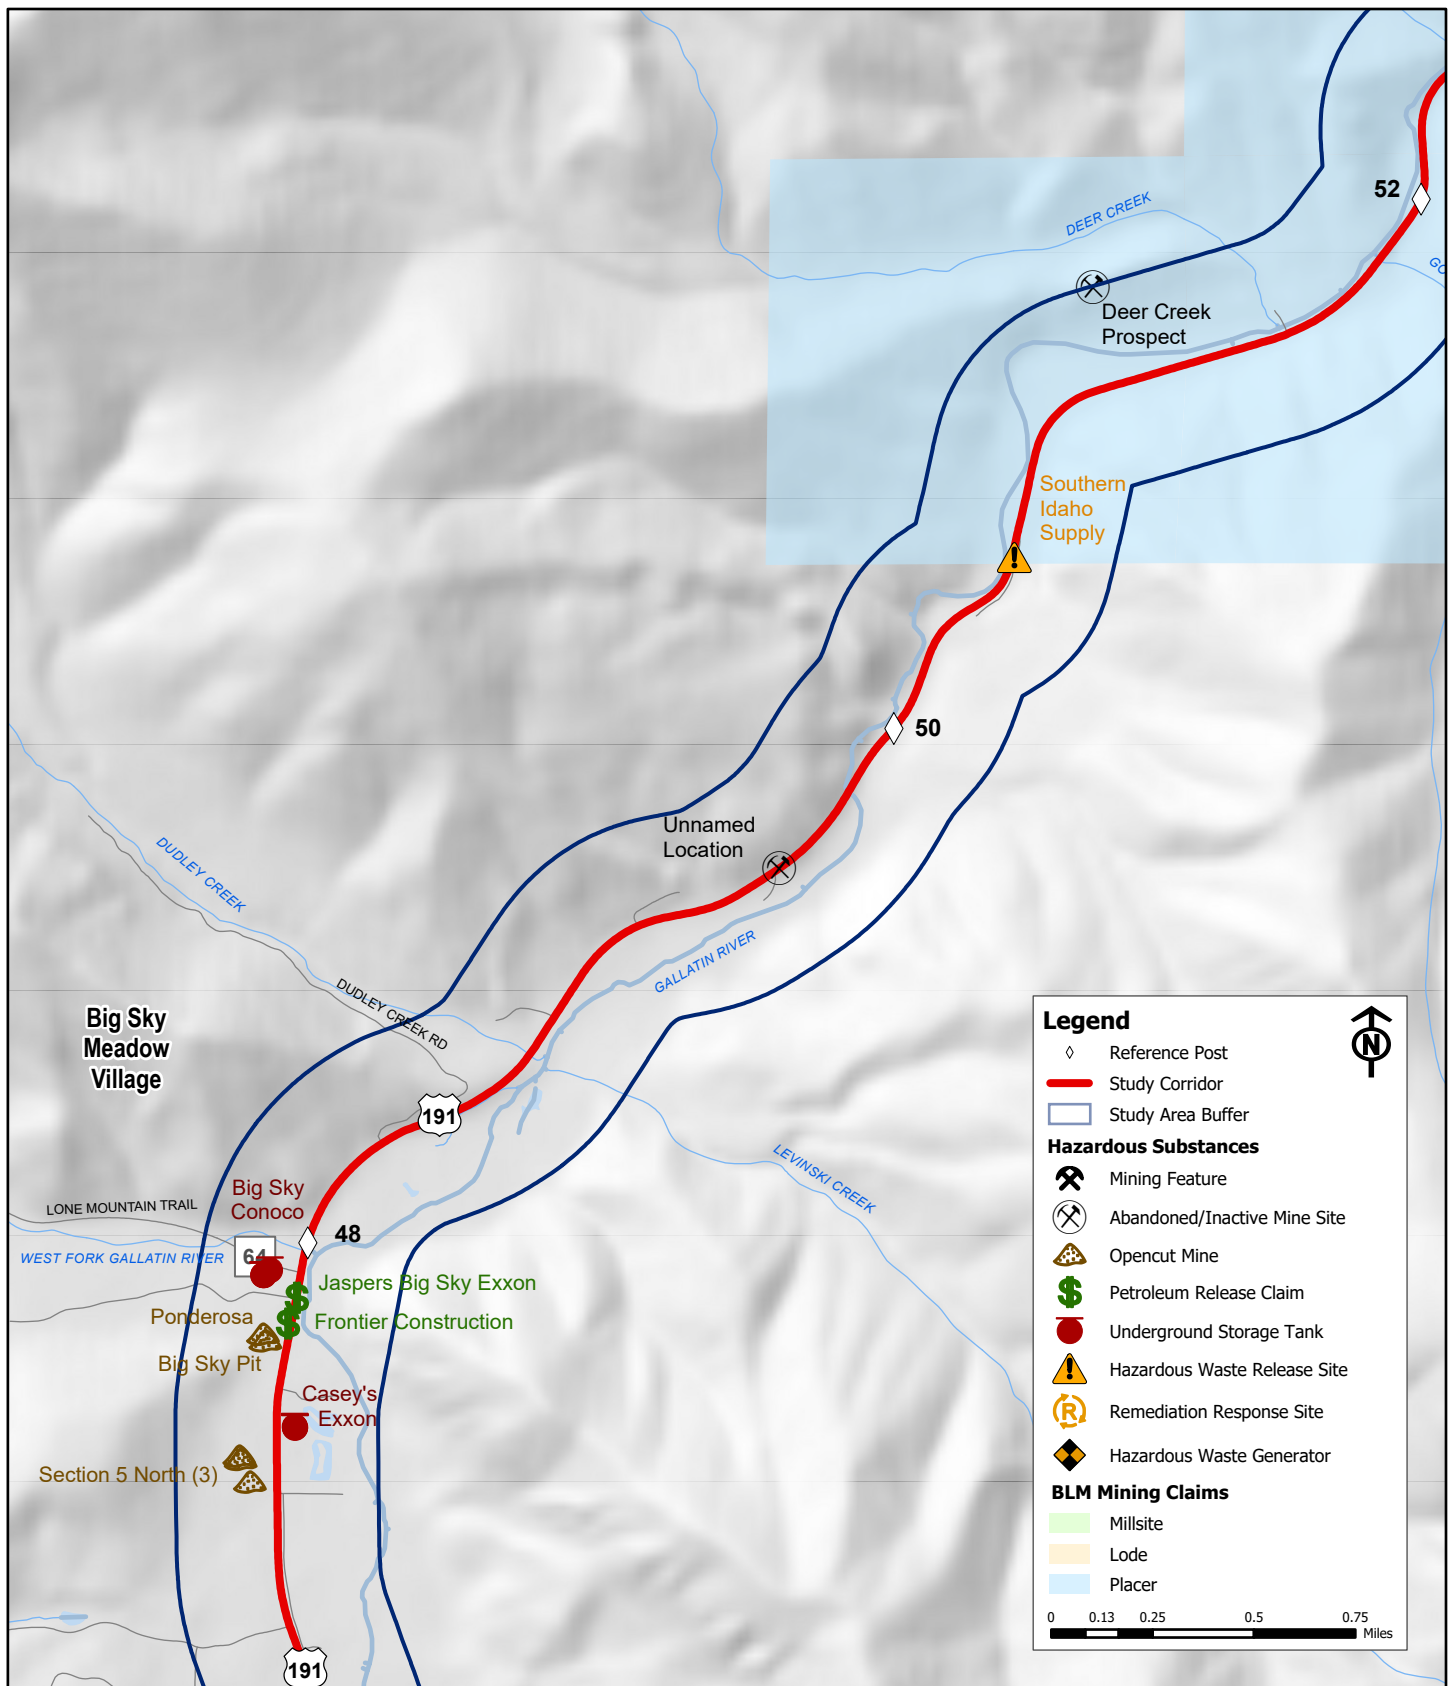 52
DEER CREEK
GO
Deer Creek
Prospect
Southern
Idaho
Supply
50
Unnamed
Location
DUDLEY CREEK
GALLATIN RIVER
DUDLEY CREEK RD
Big Sky
Meadow
Village
191
LEVINSKI CREEK
Big Sky
Conoco
LONE MOUNTAIN TRAIL
48
WEST FORK GALLATIN RIVER
64
Jaspers Big Sky Exxon
Ponderosa
Frontier Construction
Big Sky Pit
Casey's
Exxon
Section 5 North (3)
191
Legend
N
Reference Post
Study Corridor
Study Area Buffer
Hazardous Substances
Mining Feature
Abandoned/Inactive Mine Site
Opencut Mine
$ Petroleum Release Claim
Underground Storage Tank
! Hazardous Waste Release Site
R Remediation Response Site
Hazardous Waste Generator
BLM Mining Claims
Millsite
Lode
Placer
0 0.13 0.25 0.5 0.75
Miles